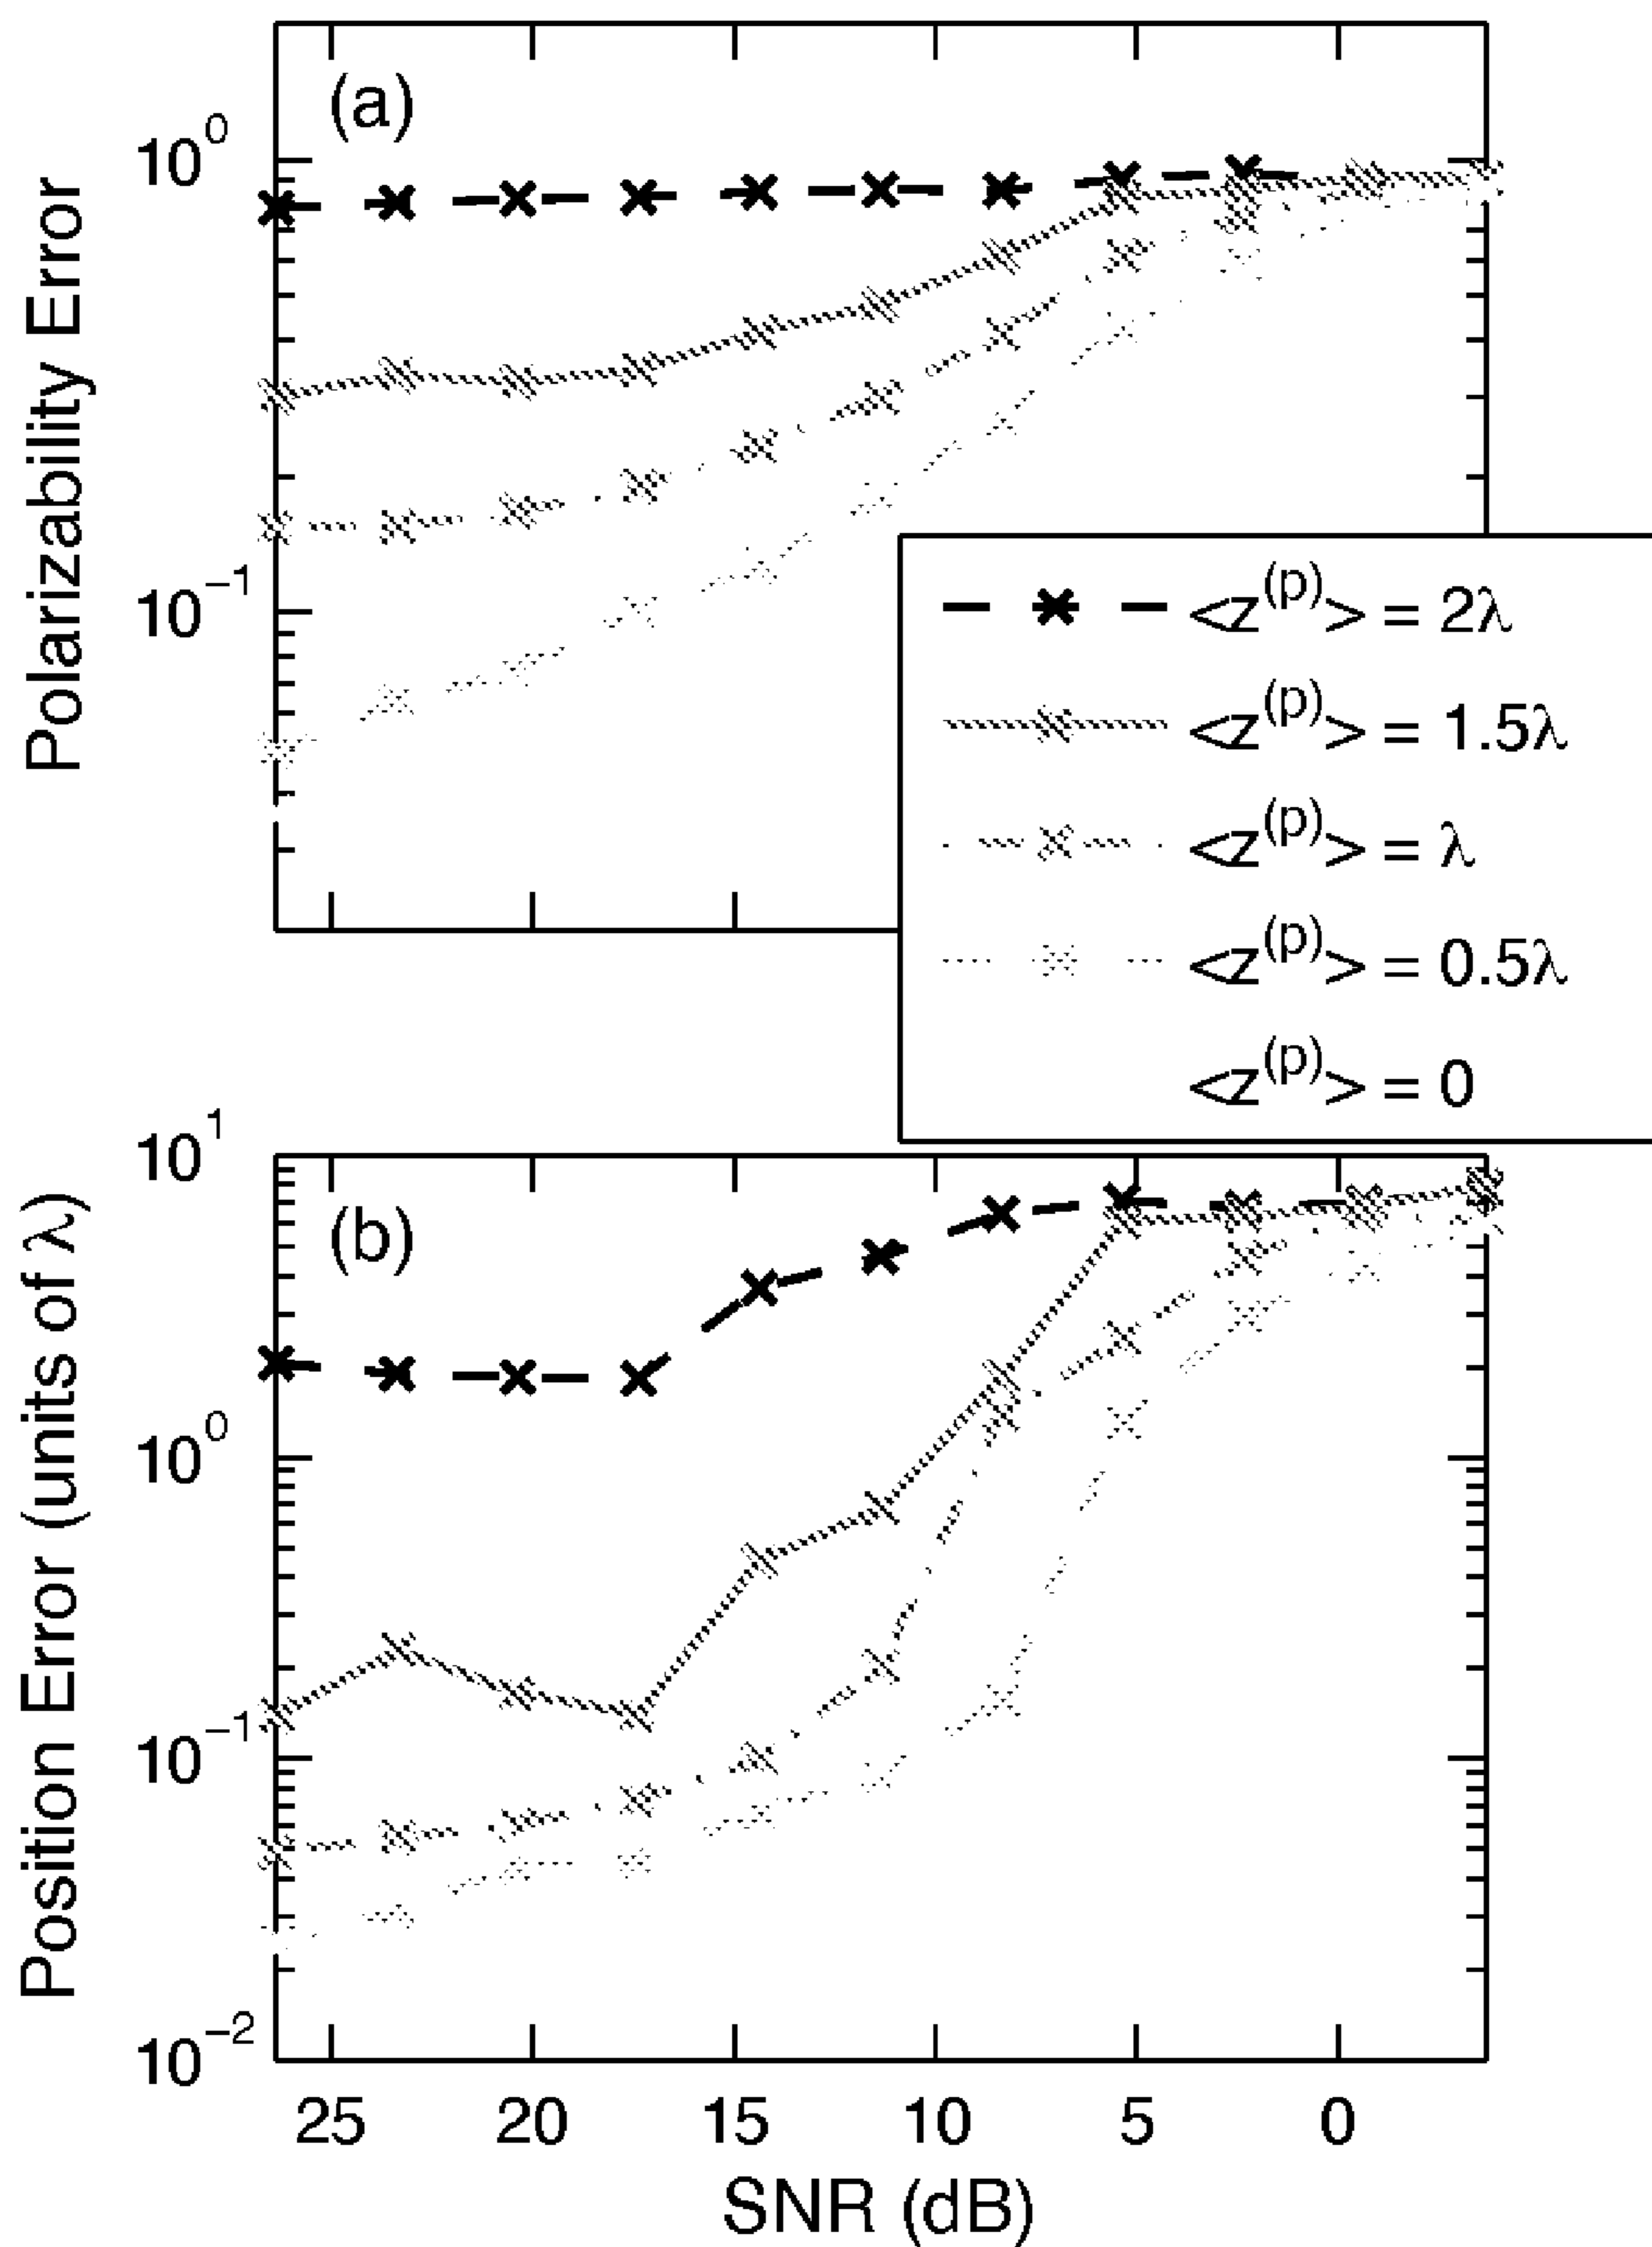 (a)
10^0
10^−1
Polarizability Error
<z^(p)> = 2λ
<z^(p)> = 1.5λ
<z^(p)> = λ
<z^(p)> = 0.5λ
<z^(p)> = 0
(b)
10^1
10^0
10^−1
10^−2
Position Error (units of λ)
25 20 15 10 5 0
SNR (dB)